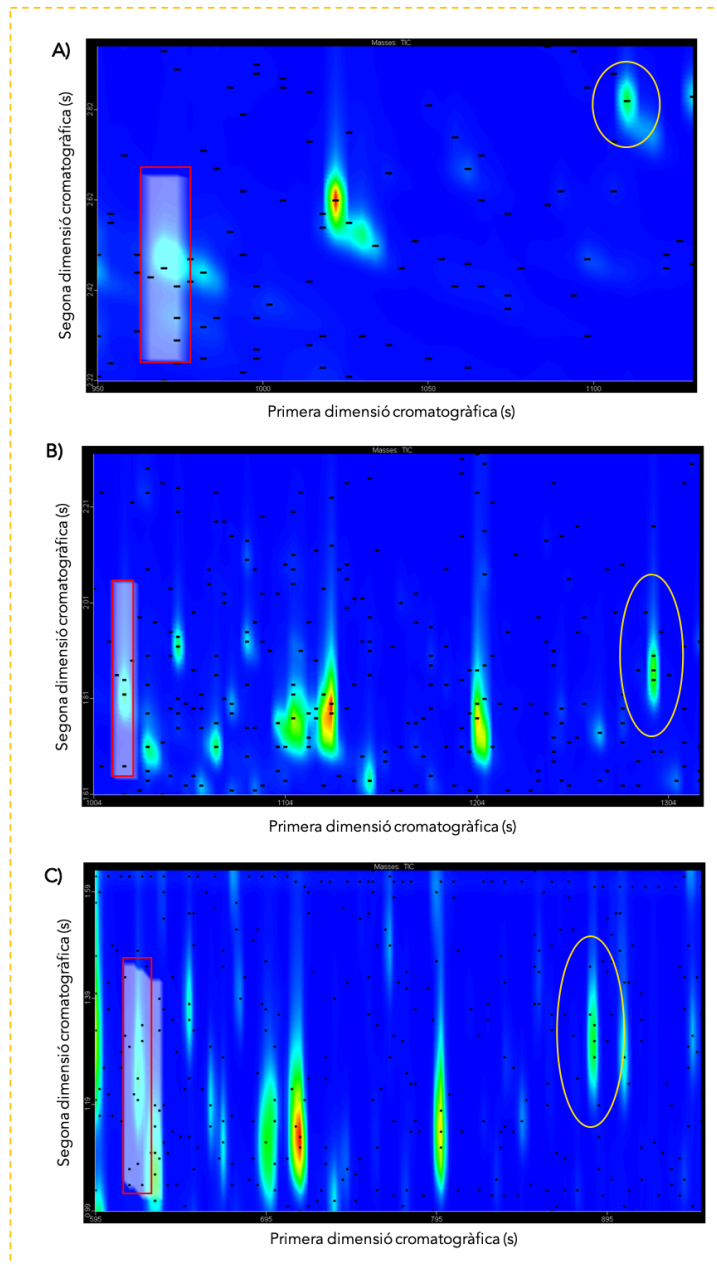 A)
Masses: TIC
Segona dimensió cromatogràfica (s)
2.82
2.62
2.42
2.22
950
1000
1050
1100
Primera dimensió cromatogràfica (s)
B)
Masses: TIC
Segona dimensió cromatogràfica (s)
2.21
2.01
1.81
1.61
1004
1104
1204
1304
Primera dimensió cromatogràfica (s)
C)
Masses: TIC
Segona dimensió cromatogràfica (s)
1.59
1.39
1.19
0.99
595
695
795
895
Primera dimensió cromatogràfica (s)